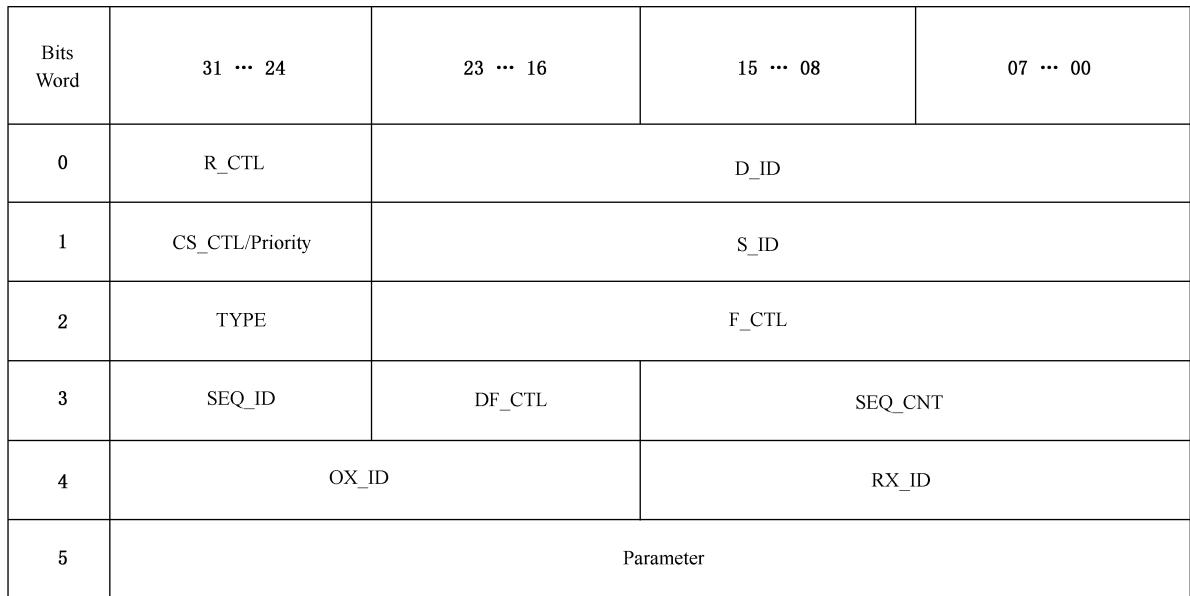 Bits
Word
31 ··· 24
23 ··· 16
15 ··· 08
07 ··· 00
0
R_CTL
D_ID
1
CS_CTL/Priority
S_ID
2
TYPE
F_CTL
3
SEQ_ID
DF_CTL
SEQ_CNT
4
OX_ID
RX_ID
5
Parameter